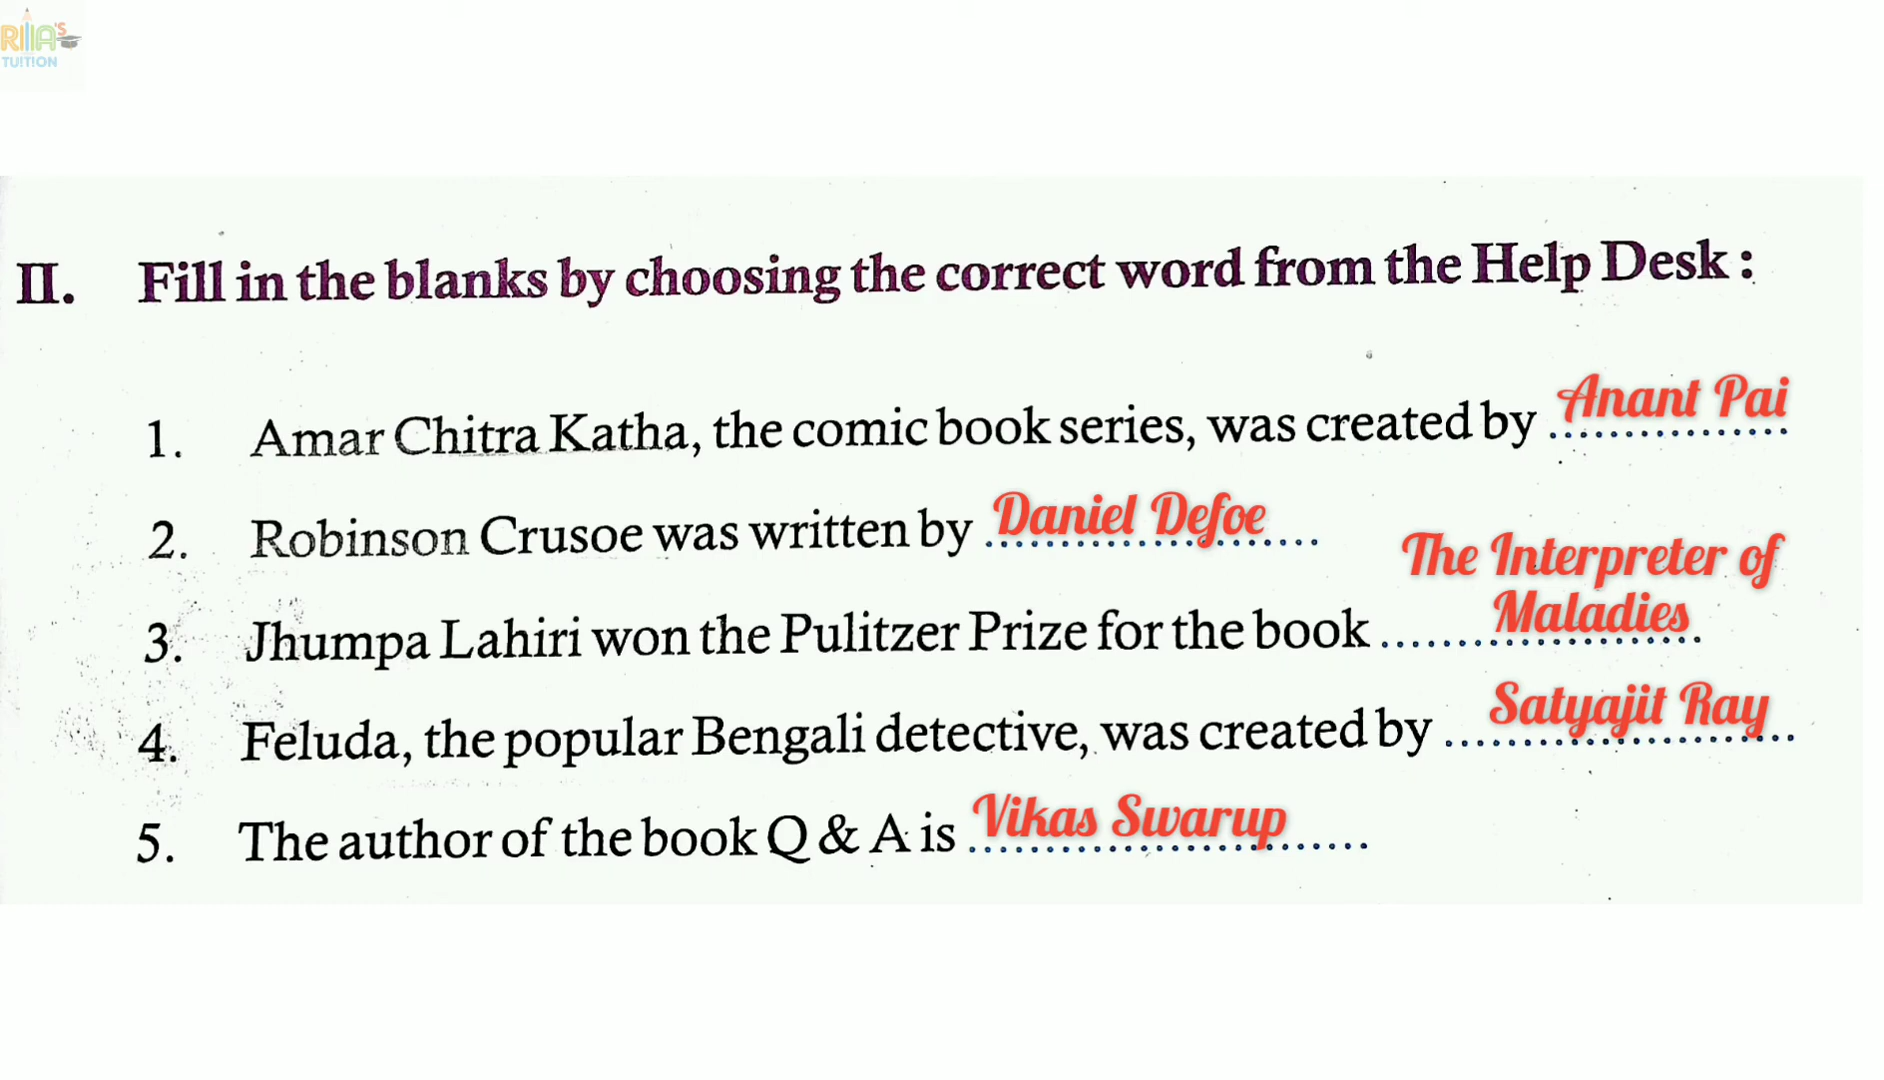 RIIA'S
TUITION
II. Fill in the blanks by choosing the correct word from the Help Desk :
1. Amar Chitra Katha, the comic book series, was created by Anant Pai
2. Robinson Crusoe was written by Daniel Defoe
3. Jhumpa Lahiri won the Pulitzer Prize for the book The Interpreter of Maladies
4. Feluda, the popular Bengali detective, was created by Satyajit Ray
5. The author of the book Q & A is Vikas Swarup